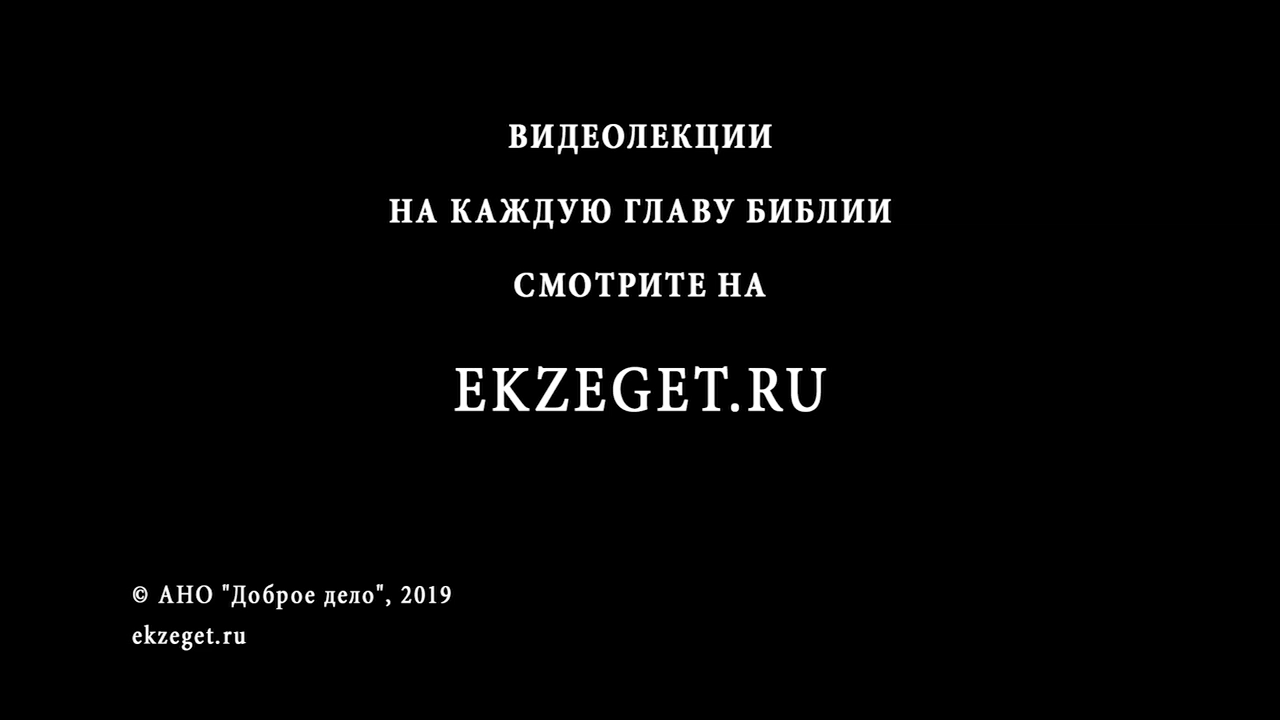 ВИДЕОЛЕКЦИИ
НА КАЖДУЮ ГЛАВУ БИБЛИИ
СМОТРИТЕ НА
EKZEGET.RU
© АНО "Доброе дело", 2019
ekzeget.ru